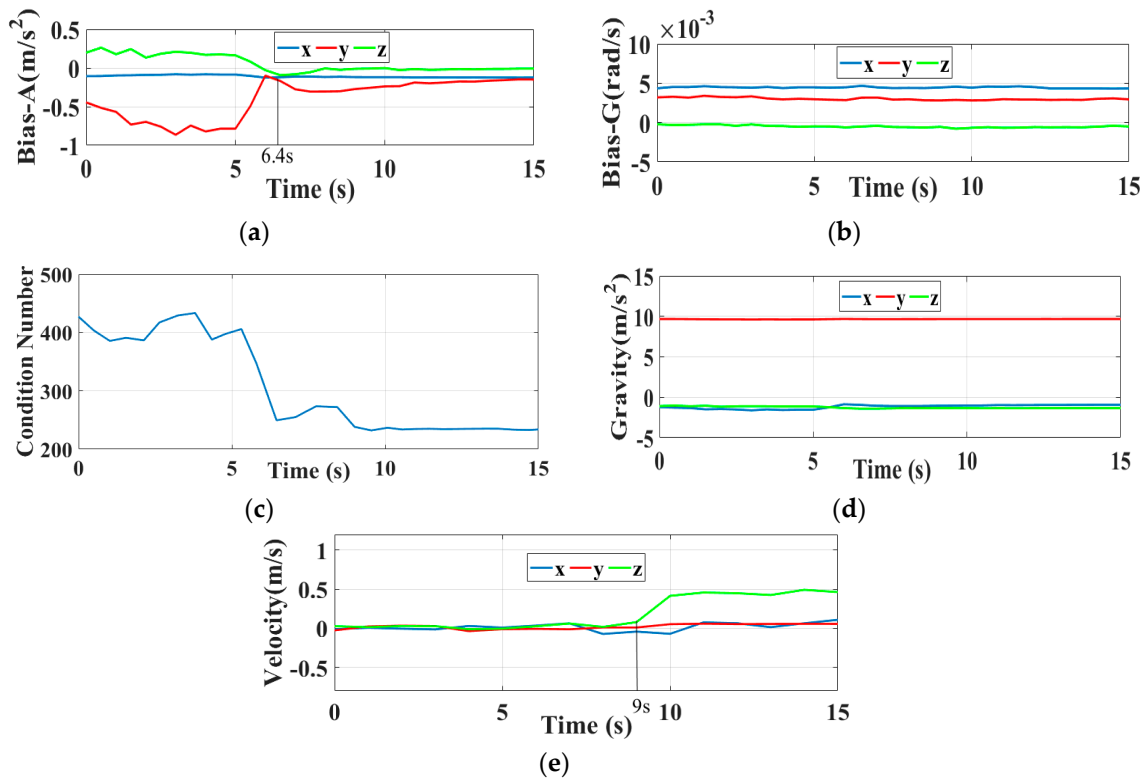 Bias-A(m/s²)
0.5
0
-0.5
-1
x y z
6.4s
0 5 10 15
Time (s)
(a)
Bias-G(rad/s)
×10⁻³
10
5
0
-5
x y z
0 5 10 15
Time (s)
(b)
Condition Number
500
400
300
200
0 5 10 15
Time (s)
(c)
Gravity(m/s²)
15
10
5
0
-5
x y z
0 5 10 15
Time (s)
(d)
Velocity(m/s)
1
0.5
0
-0.5
x y z
0 5 9s 10 15
Time (s)
(e)